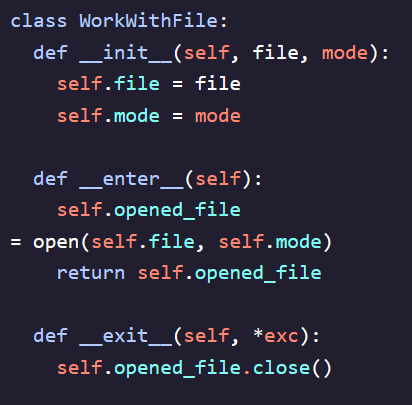 class WorkWithFile:
  def __init__(self, file, mode):
    self.file = file
    self.mode = mode

  def __enter__(self):
    self.opened_file
= open(self.file, self.mode)
    return self.opened_file

  def __exit__(self, *exc):
    self.opened_file.close()